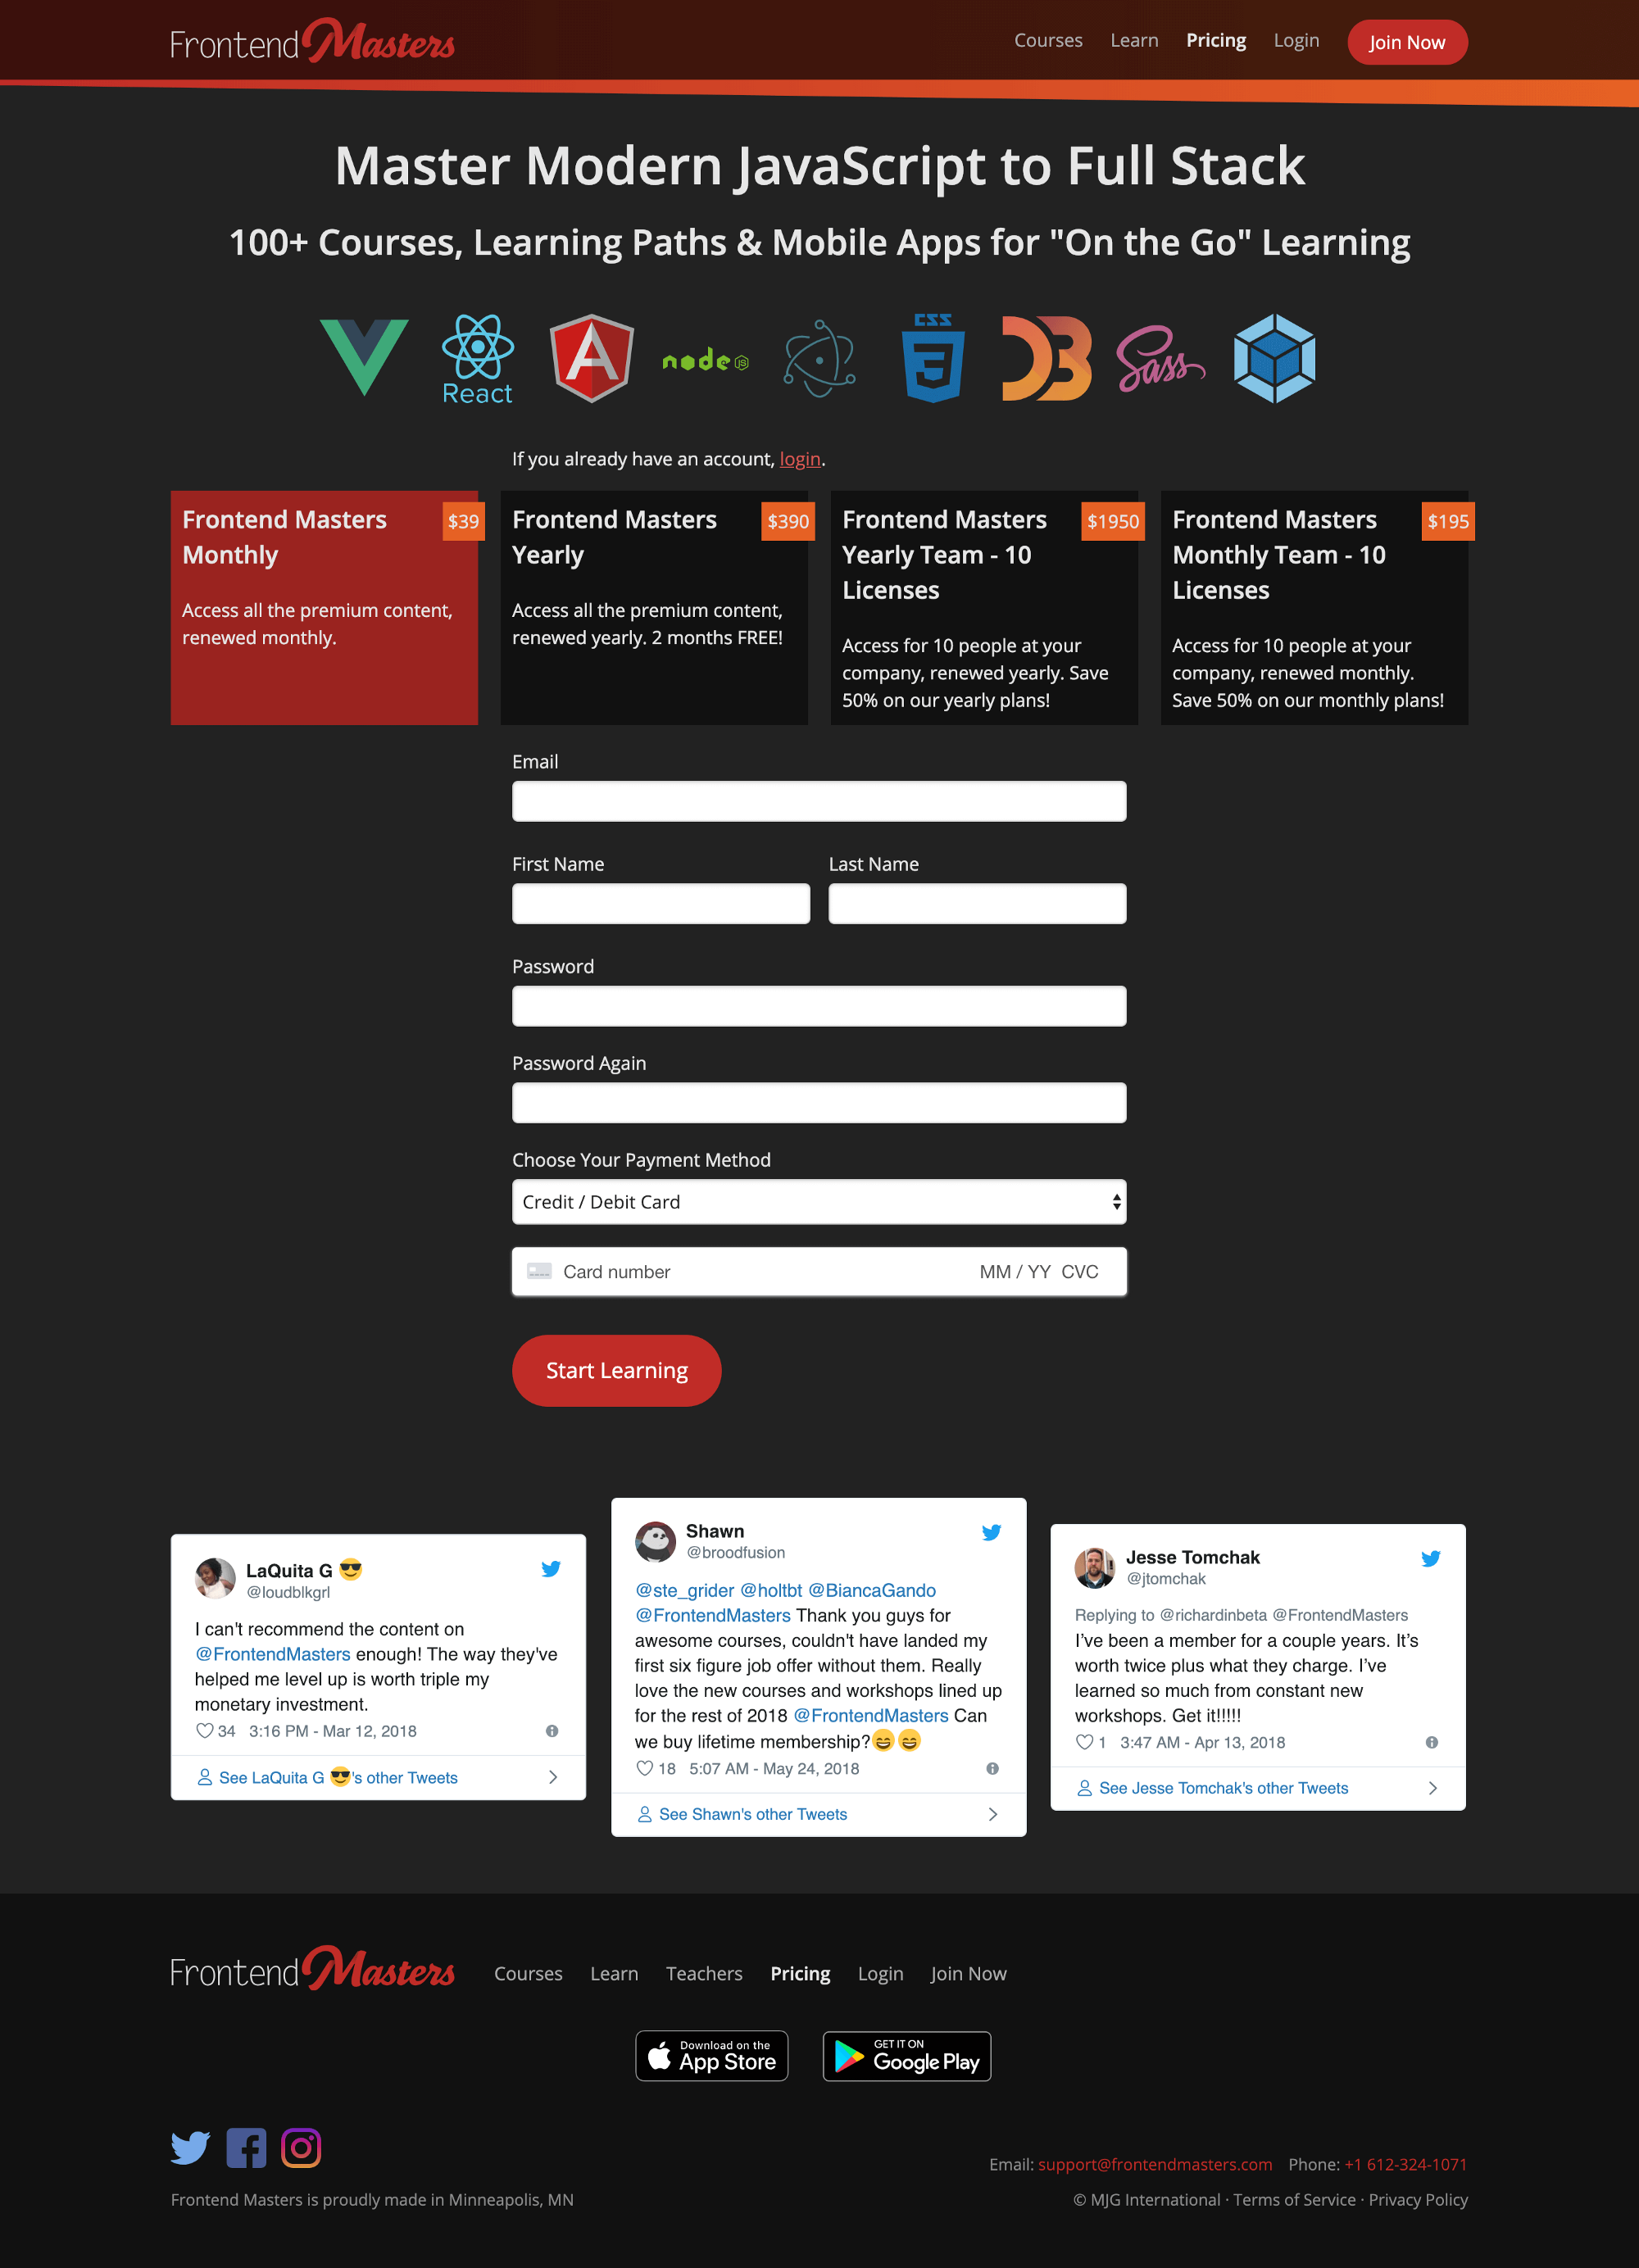 Frontend Masters
Courses Learn Pricing Login Join Now
Master Modern JavaScript to Full Stack
100+ Courses, Learning Paths & Mobile Apps for "On the Go" Learning
React
node JS
CSS
3
D3
Sass
If you already have an account, login.
Frontend Masters
Monthly
$39
Access all the premium content,
renewed monthly.
Frontend Masters
Yearly
$390
Access all the premium content,
renewed yearly. 2 months FREE!
Frontend Masters
Yearly Team - 10
Licenses
$1950
Access for 10 people at your
company, renewed yearly. Save
50% on our yearly plans!
Frontend Masters
Monthly Team - 10
Licenses
$195
Access for 10 people at your
company, renewed monthly.
Save 50% on our monthly plans!
Email
First Name Last Name
Password
Password Again
Choose Your Payment Method
Credit / Debit Card
Card number MM / YY CVC
Start Learning
LaQuita G 😎
@loudblkgrl
I can't recommend the content on
@FrontendMasters enough! The way they've
helped me level up is worth triple my
monetary investment.
34 3:16 PM - Mar 12, 2018
See LaQuita G 😎's other Tweets
Shawn
@broodfusion
@ste_grider @holtbt @BiancaGando
@FrontendMasters Thank you guys for
awesome courses, couldn't have landed my
first six figure job offer without them. Really
love the new courses and workshops lined up
for the rest of 2018 @FrontendMasters Can
we buy lifetime membership?😄😄
18 5:07 AM - May 24, 2018
See Shawn's other Tweets
Jesse Tomchak
@jtomchak
Replying to @richardinbeta @FrontendMasters
I’ve been a member for a couple years. It’s
worth twice plus what they charge. I’ve
learned so much from constant new
workshops. Get it!!!!!
1 3:47 AM - Apr 13, 2018
See Jesse Tomchak's other Tweets
Frontend Masters
Courses Learn Teachers Pricing Login Join Now
Download on the
App Store
GET IT ON
Google Play
Email: support@frontendmasters.com Phone: +1 612-324-1071
Frontend Masters is proudly made in Minneapolis, MN
© MJG International · Terms of Service · Privacy Policy